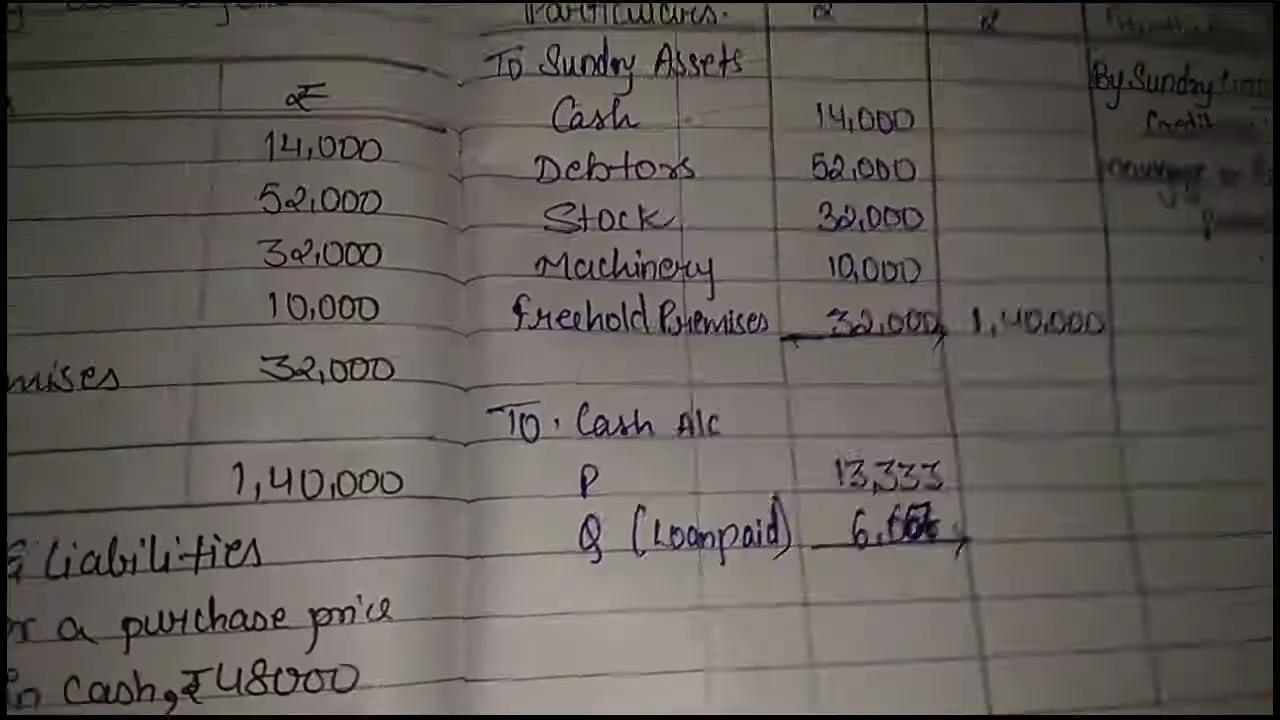 Particulars.
₹
14,000
52,000
32,000
10,000
mises 32,000
1,40,000
liabilities
a purchase price
in cash, ₹48000
To Sundry Assets
Cash 14,000
Debtors 52,000
Stock 32,000
Machinery 10,000
freehold Premises 32,000 1,40,000
To. Cash A/c
P 13,333
Q (Loan paid)
By Sunday
Credit